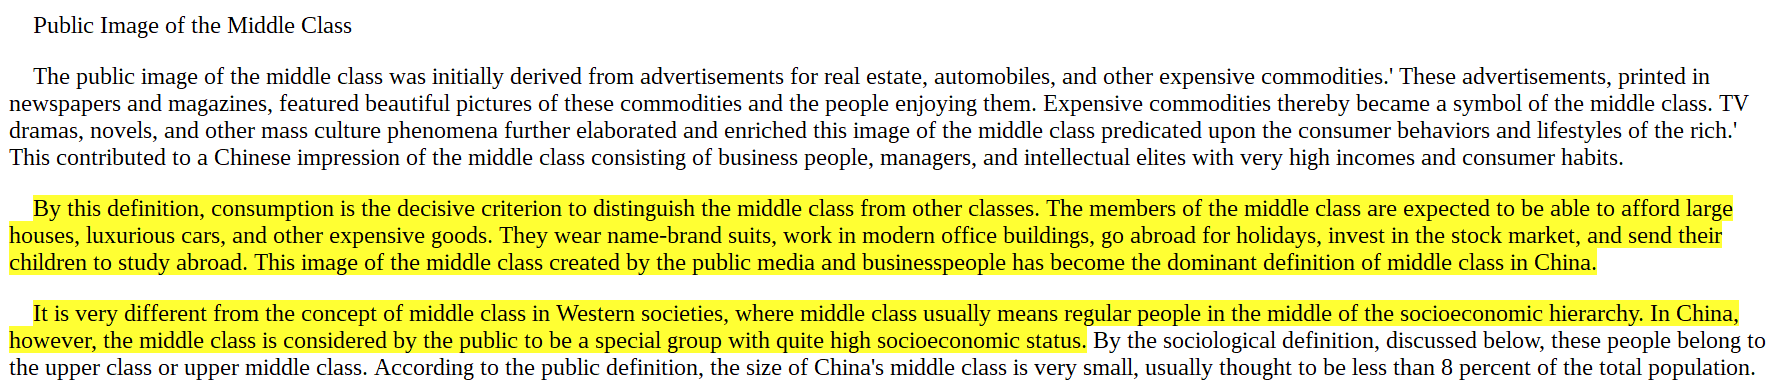 Public Image of the Middle Class
The public image of the middle class was initially derived from advertisements for real estate, automobiles, and other expensive commodities.' These advertisements, printed in
newspapers and magazines, featured beautiful pictures of these commodities and the people enjoying them. Expensive commodities thereby became a symbol of the middle class. TV
dramas, novels, and other mass culture phenomena further elaborated and enriched this image of the middle class predicated upon the consumer behaviors and lifestyles of the rich.'
This contributed to a Chinese impression of the middle class consisting of business people, managers, and intellectual elites with very high incomes and consumer habits.
By this definition, consumption is the decisive criterion to distinguish the middle class from other classes. The members of the middle class are expected to be able to afford large
houses, luxurious cars, and other expensive goods. They wear name-brand suits, work in modern office buildings, go abroad for holidays, invest in the stock market, and send their
children to study abroad. This image of the middle class created by the public media and businesspeople has become the dominant definition of middle class in China.
It is very different from the concept of middle class in Western societies, where middle class usually means regular people in the middle of the socioeconomic hierarchy. In China,
however, the middle class is considered by the public to be a special group with quite high socioeconomic status. By the sociological definition, discussed below, these people belong to
the upper class or upper middle class. According to the public definition, the size of China's middle class is very small, usually thought to be less than 8 percent of the total population.